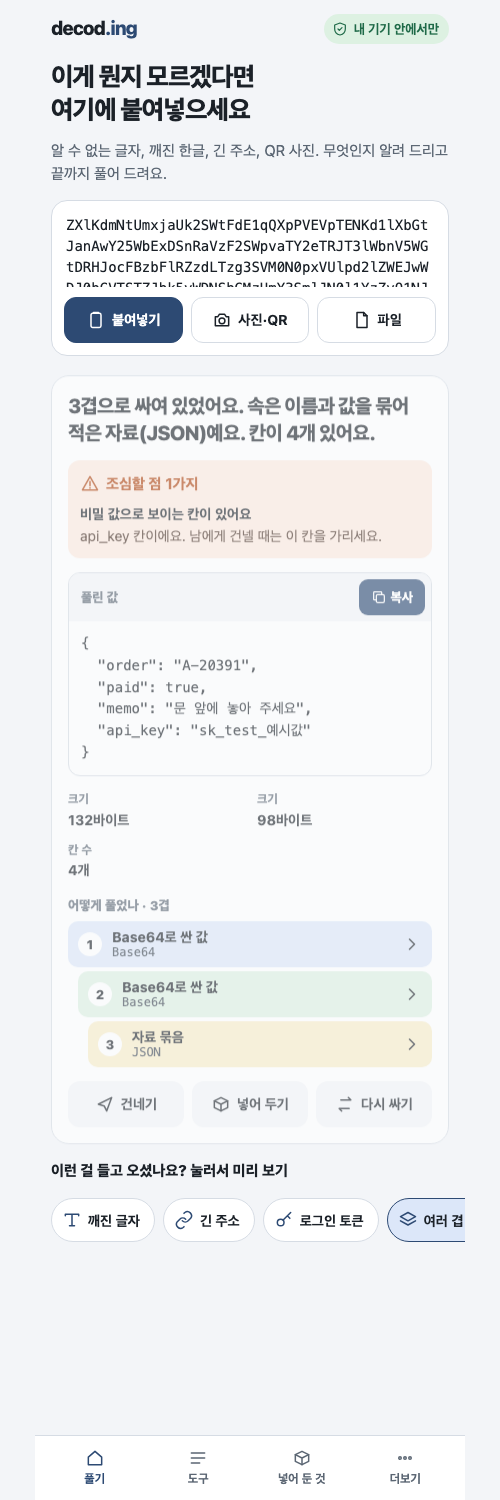 decod.ing
내 기기 안에서만
이게 뭔지 모르겠다면
여기에 붙여넣으세요
알 수 없는 글자, 깨진 한글, 긴 주소, QR 사진. 무엇인지 알려 드리고
끝까지 풀어 드려요.
ZXlKdmNtUmxjaUk2SWtFdE1qQXpPVEVpTENKd1lXbGt
JanAwY25WbExDSnRaVzF2SWpvaTY2eTRJT3lWbnV5WG
tDRHJocFBzbFlRZzdLTzg3SVM0N0pxVUlpd2lZWEJwW
붙여넣기
사진·QR
파일
3겹으로 싸여 있었어요. 속은 이름과 값을 묶어
적은 자료(JSON)예요. 칸이 4개 있어요.
조심할 점 1가지
비밀 값으로 보이는 칸이 있어요
api_key 칸이에요. 남에게 건넬 때는 이 칸을 가리세요.
풀린 값
복사
{
"order": "A-20391",
"paid": true,
"memo": "문 앞에 놓아 주세요",
"api_key": "sk_test_예시값"
}
크기
크기
132바이트
98바이트
칸 수
4개
어떻게 풀었나 · 3겹
1
Base64로 싼 값
Base64
2
Base64로 싼 값
Base64
3
자료 묶음
JSON
건네기
넣어 두기
다시 싸기
이런 걸 들고 오셨나요? 눌러서 미리 보기
깨진 글자
긴 주소
로그인 토큰
여러 겹
풀기
도구
넣어 둔 것
더보기